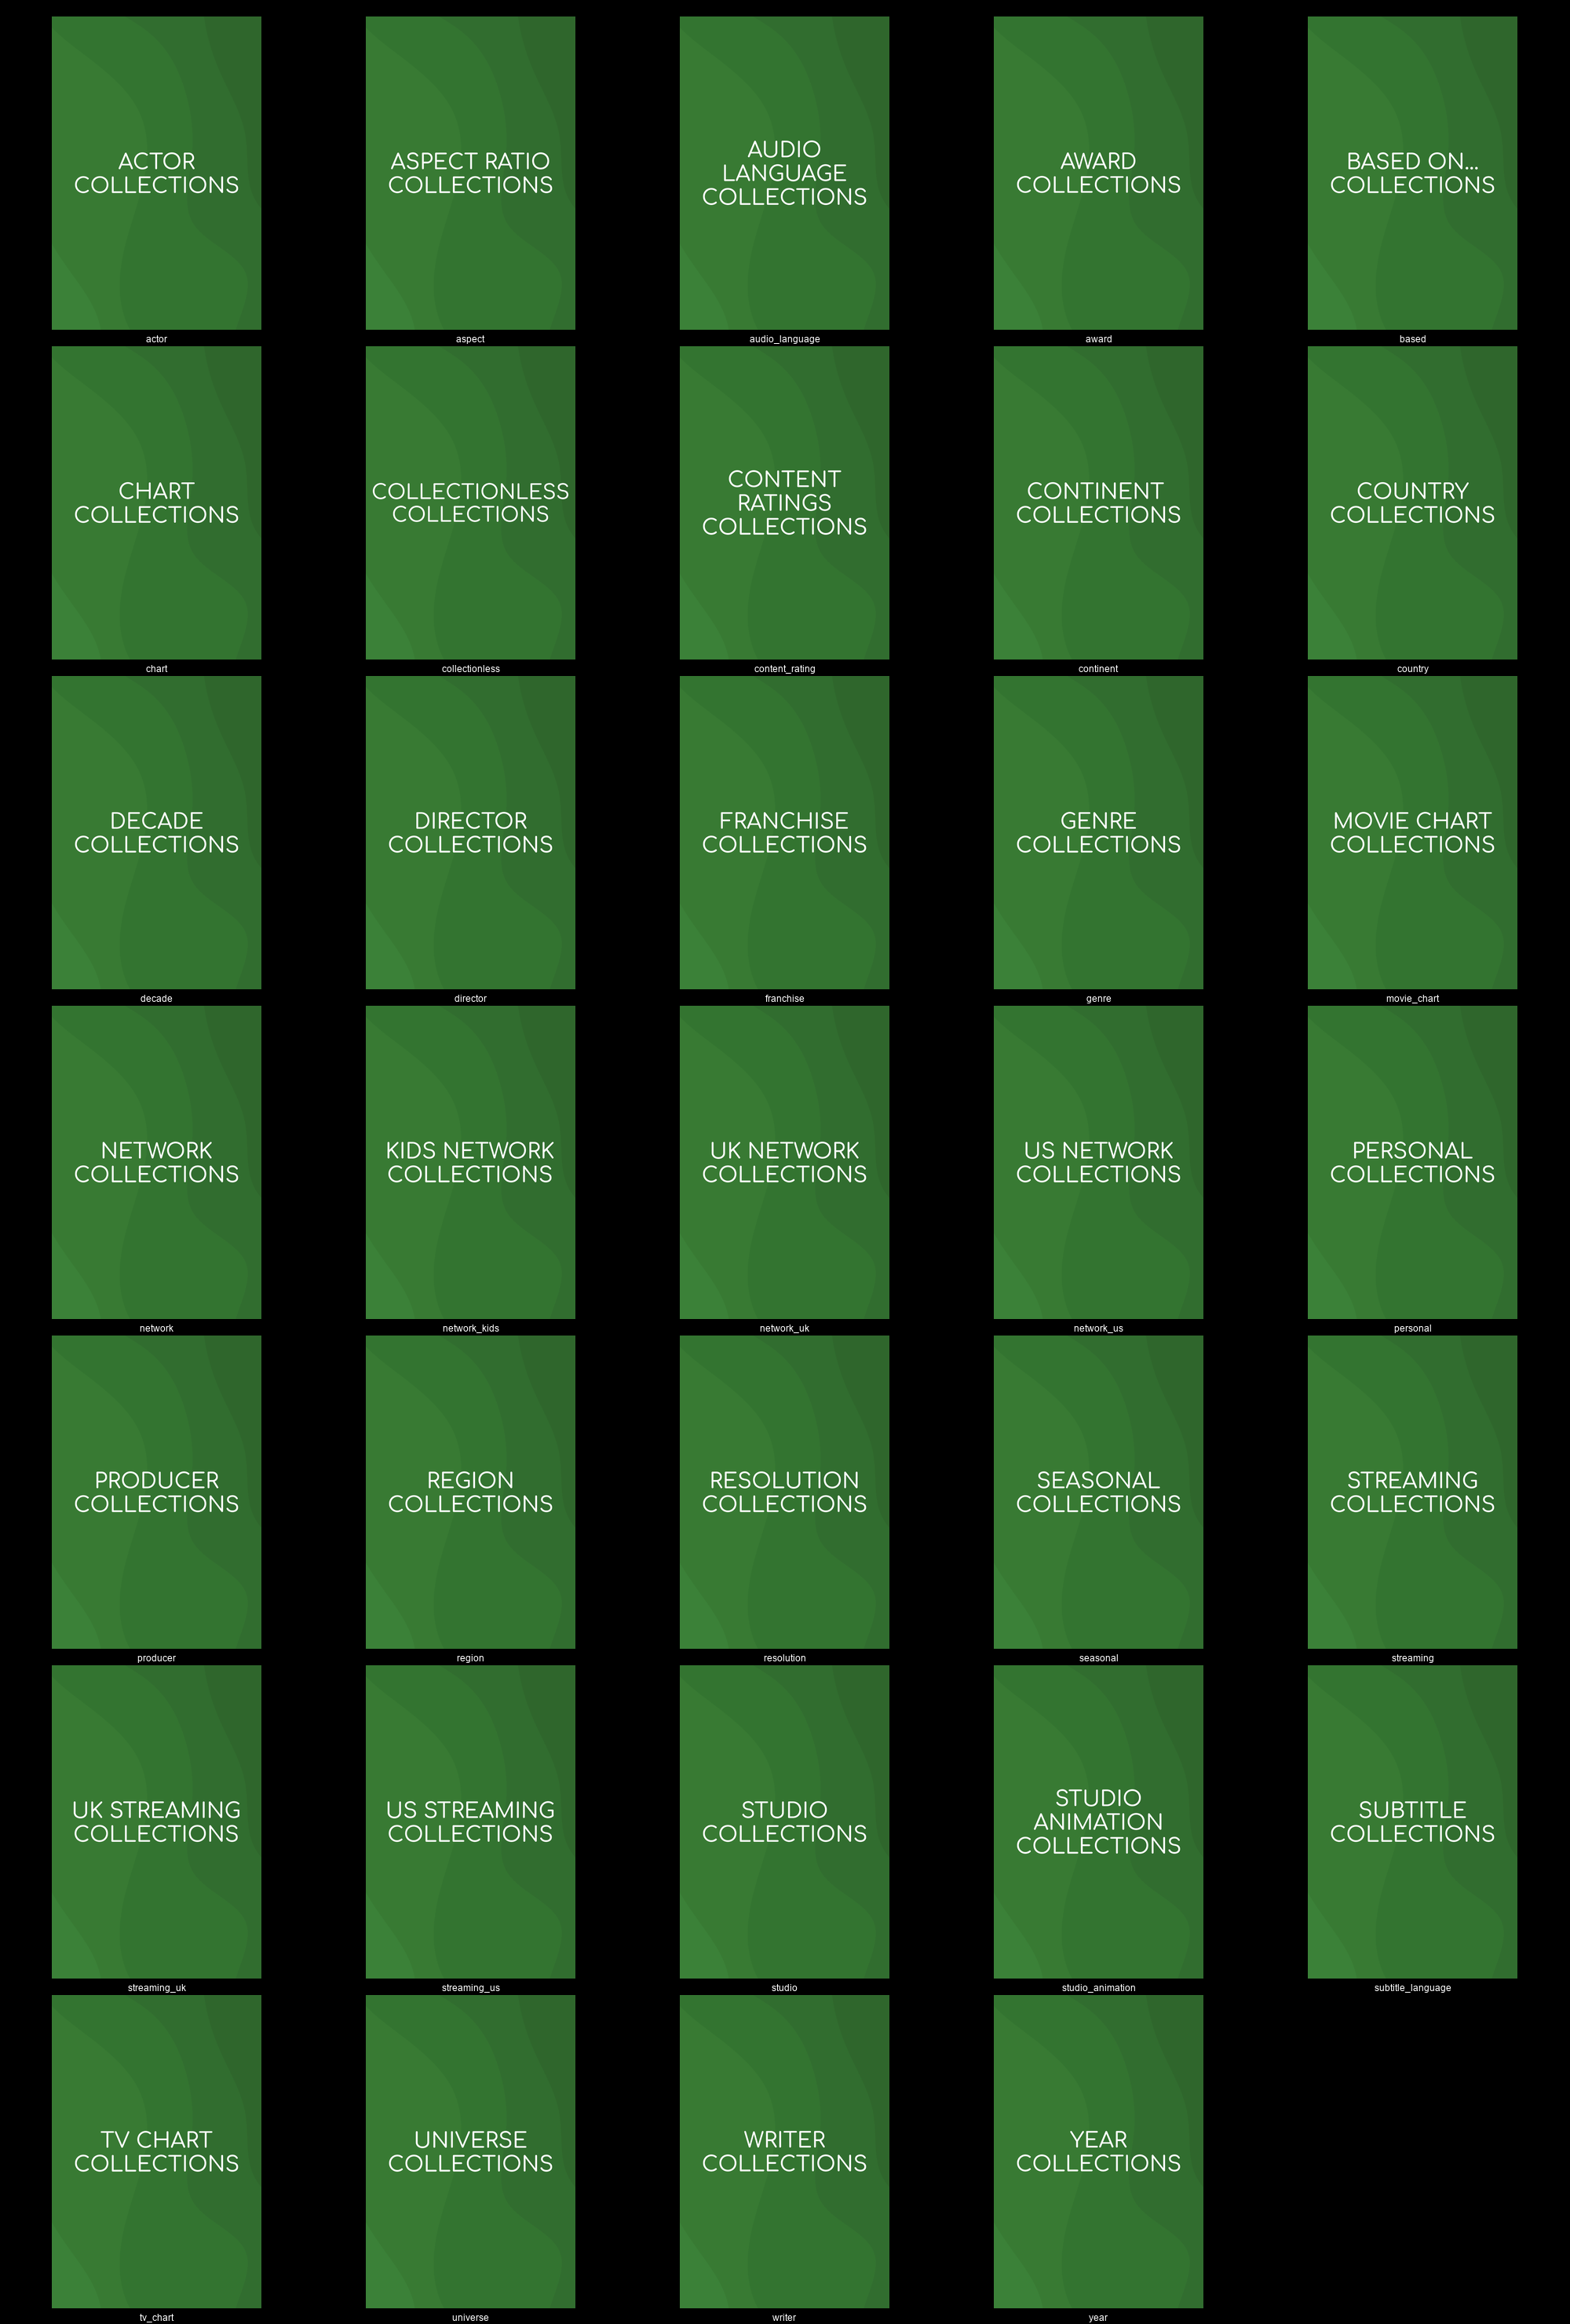 ACTOR
COLLECTIONS
actor
ASPECT RATIO
COLLECTIONS
aspect
AUDIO
LANGUAGE
COLLECTIONS
audio_language
AWARD
COLLECTIONS
award
BASED ON...
COLLECTIONS
based
CHART
COLLECTIONS
chart
COLLECTIONLESS
COLLECTIONS
collectionless
CONTENT
RATINGS
COLLECTIONS
content_rating
CONTINENT
COLLECTIONS
continent
COUNTRY
COLLECTIONS
country
DECADE
COLLECTIONS
decade
DIRECTOR
COLLECTIONS
director
FRANCHISE
COLLECTIONS
franchise
GENRE
COLLECTIONS
genre
MOVIE CHART
COLLECTIONS
movie_chart
NETWORK
COLLECTIONS
network
KIDS NETWORK
COLLECTIONS
network_kids
UK NETWORK
COLLECTIONS
network_uk
US NETWORK
COLLECTIONS
network_us
PERSONAL
COLLECTIONS
personal
PRODUCER
COLLECTIONS
producer
REGION
COLLECTIONS
region
RESOLUTION
COLLECTIONS
resolution
SEASONAL
COLLECTIONS
seasonal
STREAMING
COLLECTIONS
streaming
UK STREAMING
COLLECTIONS
streaming_uk
US STREAMING
COLLECTIONS
streaming_us
STUDIO
COLLECTIONS
studio
STUDIO
ANIMATION
COLLECTIONS
studio_animation
SUBTITLE
COLLECTIONS
subtitle_language
TV CHART
COLLECTIONS
tv_chart
UNIVERSE
COLLECTIONS
universe
WRITER
COLLECTIONS
writer
YEAR
COLLECTIONS
year